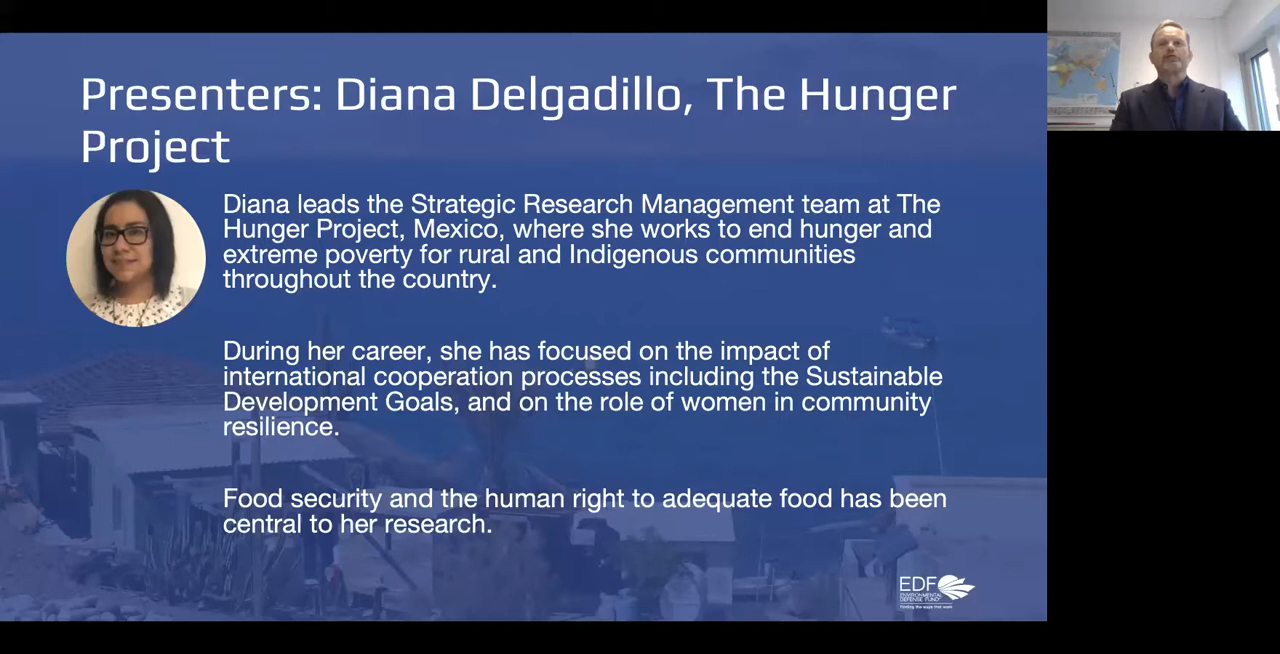 Presenters: Diana Delgadillo, The Hunger
Project
Diana leads the Strategic Research Management team at The
Hunger Project, Mexico, where she works to end hunger and
extreme poverty for rural and Indigenous communities
throughout the country.
During her career, she has focused on the impact of
international cooperation processes including the Sustainable
Development Goals, and on the role of women in community
resilience.
Food security and the human right to adequate food has been
central to her research.
EDF
ENVIRONMENTAL
DEFENSE FUND
Finding the ways that work